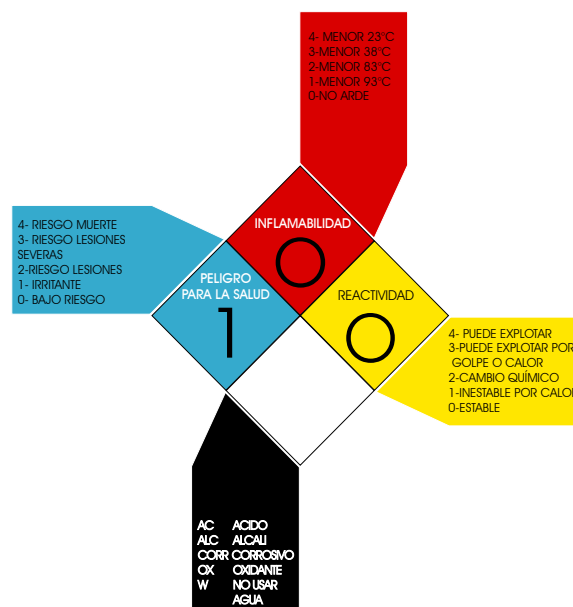 4- MENOR 23°C
3-MENOR 38°C
2-MENOR 83°C
1-MENOR 93°C
0-NO ARDE
INFLAMABILIDAD
0
4- RIESGO MUERTE
3- RIESGO LESIONES
SEVERAS
2-RIESGO LESIONES
1- IRRITANTE
0- BAJO RIESGO
PELIGRO
PARA LA SALUD
1
REACTIVIDAD
0
4- PUEDE EXPLOTAR
3-PUEDE EXPLOTAR POR
GOLPE O CALOR
2-CAMBIO QUÍMICO
1-INESTABLE POR CALOR
0-ESTABLE
AC ACIDO
ALC ALCALI
CORR CORROSIVO
OX OXIDANTE
W NO USAR
AGUA